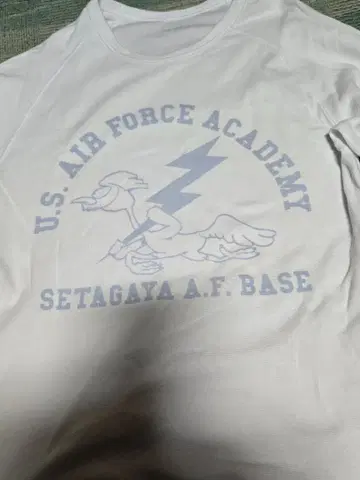 U.S. AIR FORCE ACADEMY
SETAGAYA A.F. BASE